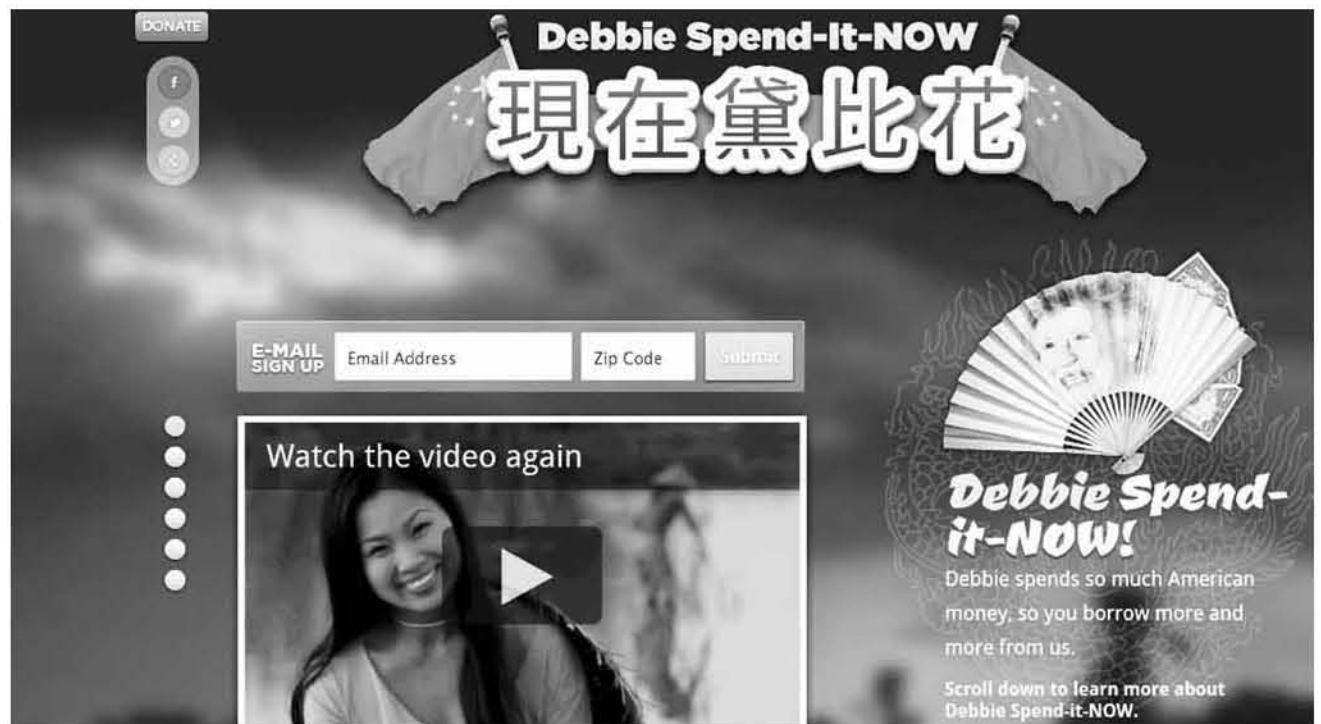 DONATE
Debbie Spend-It-NOW
現在黛比花
E-MAIL
SIGN UP
Email Address
Zip Code
Submit
Watch the video again
Debbie Spend-
it-NOW!
Debbie spends so much American
money, so you borrow more and
more from us.
Scroll down to learn more about
Debbie Spend-it-NOW.